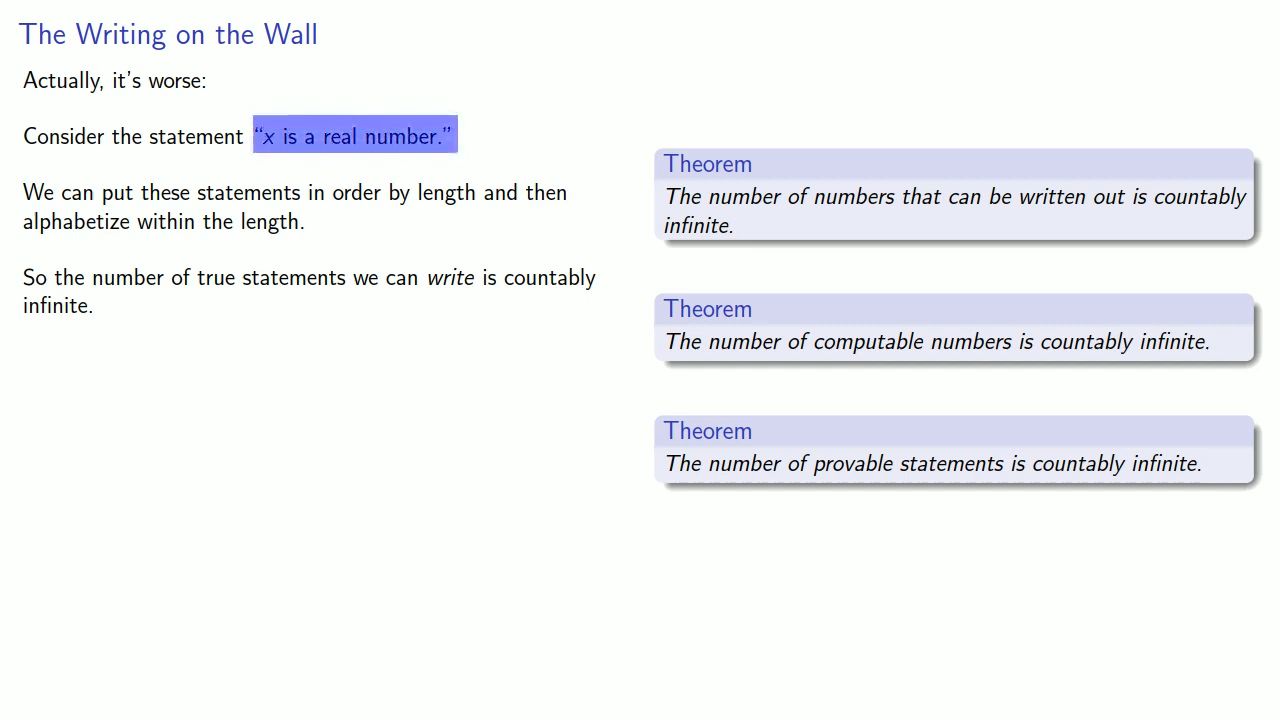 The Writing on the Wall
Actually, it's worse:
Consider the statement “x is a real number.”
We can put these statements in order by length and then
alphabetize within the length.
So the number of true statements we can write is countably
infinite.
Theorem
The number of numbers that can be written out is countably
infinite.
Theorem
The number of computable numbers is countably infinite.
Theorem
The number of provable statements is countably infinite.